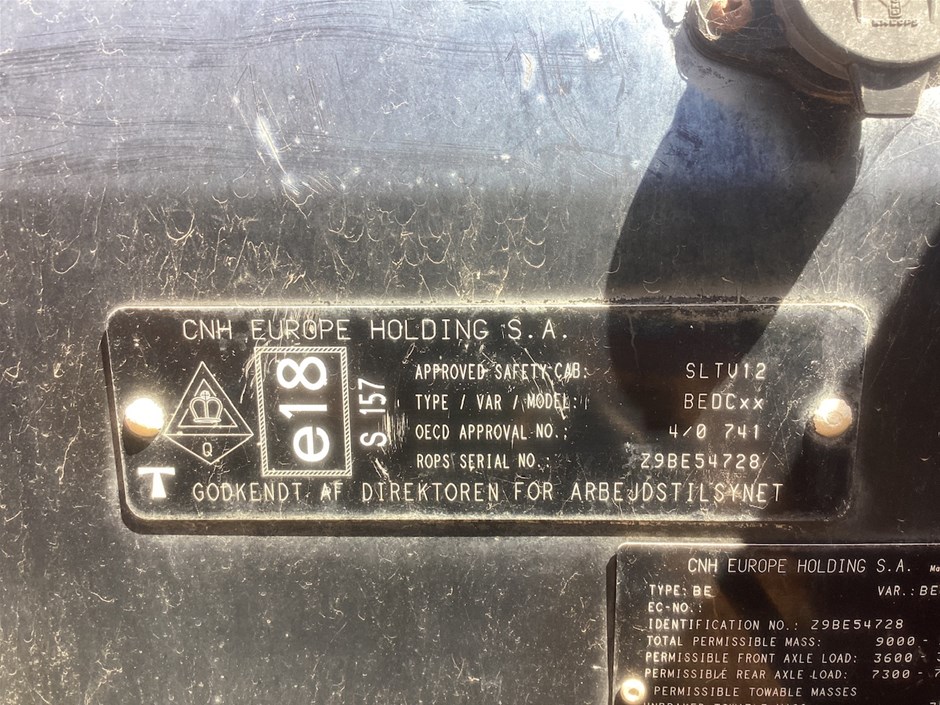 CNH EUROPE HOLDING S.A.
APPROVED SAFETY CAB: SLTV12
TYPE / VAR / MODEL: BEDCxx
OECD APPROVAL NO.: 4/0 741
ROPS SERIAL NO.: Z9BE54728
Q
e18
S 157
T GODKENDT AF DIREKTOREN FOR ARBEJDSTILSYNET
CNH EUROPE HOLDING S.A.
TYPE: BE VAR.: BE
EC-NO.:
IDENTIFICATION NO.: Z9BE54728
TOTAL PERMISSIBLE MASS: 9000 -
PERMISSIBLE FRONT AXLE LOAD: 3600 -
PERMISSIBLE REAR AXLE LOAD: 7300 - 7
PERMISSIBLE TOWABLE MASSES